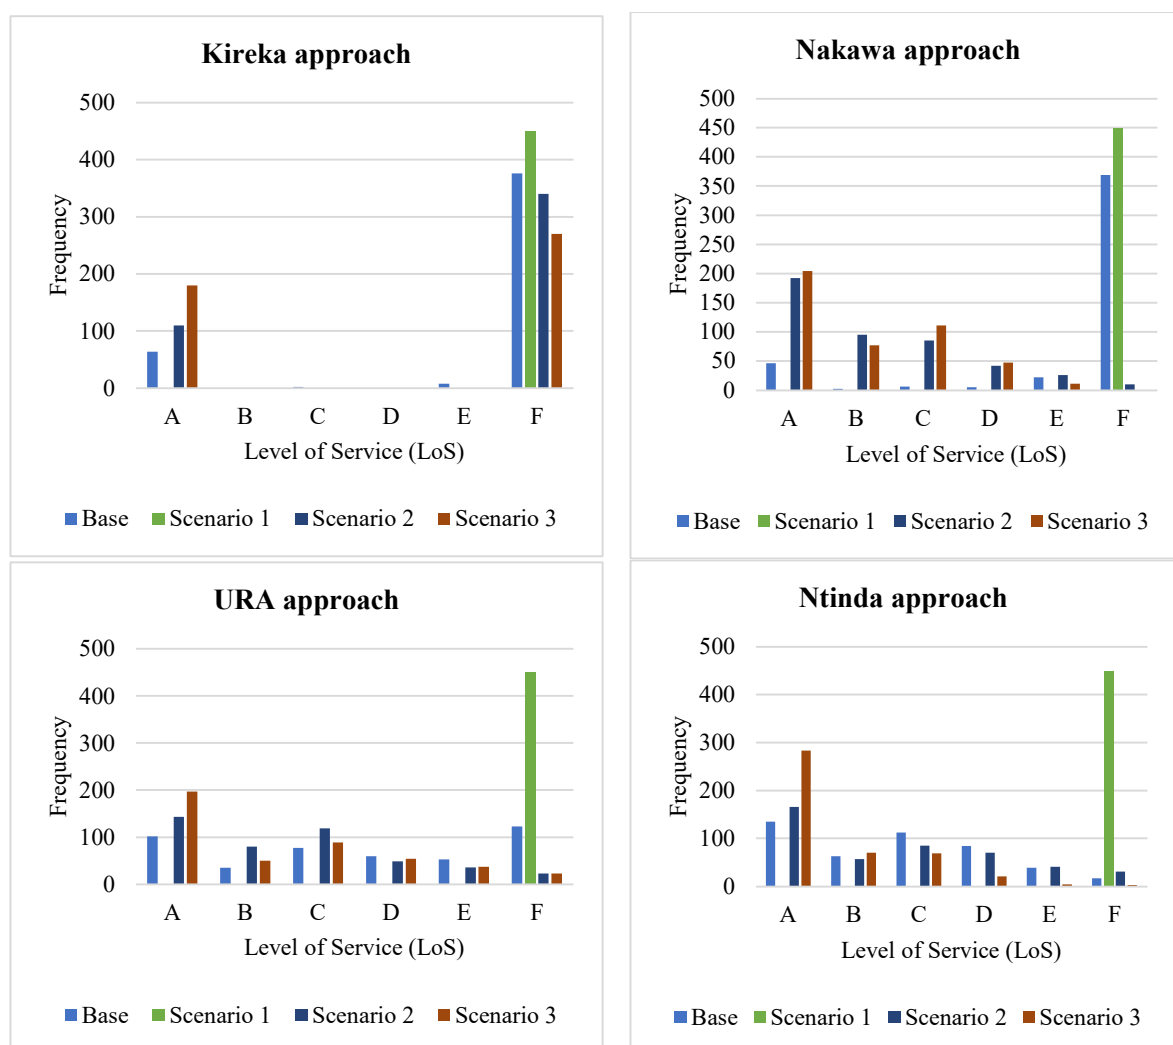 Kireka approach
500
400
300
200
100
0
Frequency
A B C D E F
Level of Service (LoS)
Base Scenario 1 Scenario 2 Scenario 3
Nakawa approach
500
450
400
350
300
250
200
150
100
50
0
Frequency
A B C D E F
Level of Service (LoS)
Base Scenario 1 Scenario 2 Scenario 3
URA approach
500
400
300
200
100
0
Frequency
A B C D E F
Level of Service (LoS)
Base Scenario 1 Scenario 2 Scenario 3
Ntinda approach
500
400
300
200
100
0
Frequency
A B C D E F
Level of Service (LoS)
Base Scenario 1 Scenario 2 Scenario 3